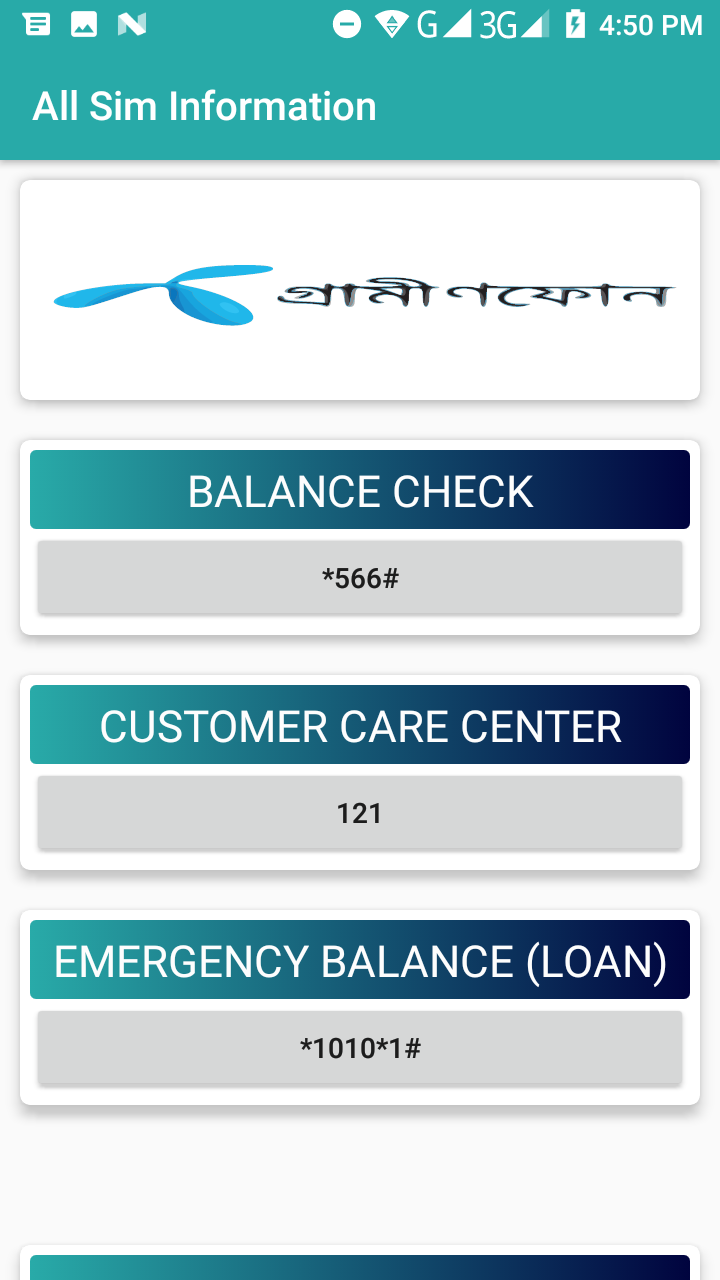 G 3G 4:50 PM
All Sim Information
গ্রামীণফোন
BALANCE CHECK
*566#
CUSTOMER CARE CENTER
121
EMERGENCY BALANCE (LOAN)
*1010*1#